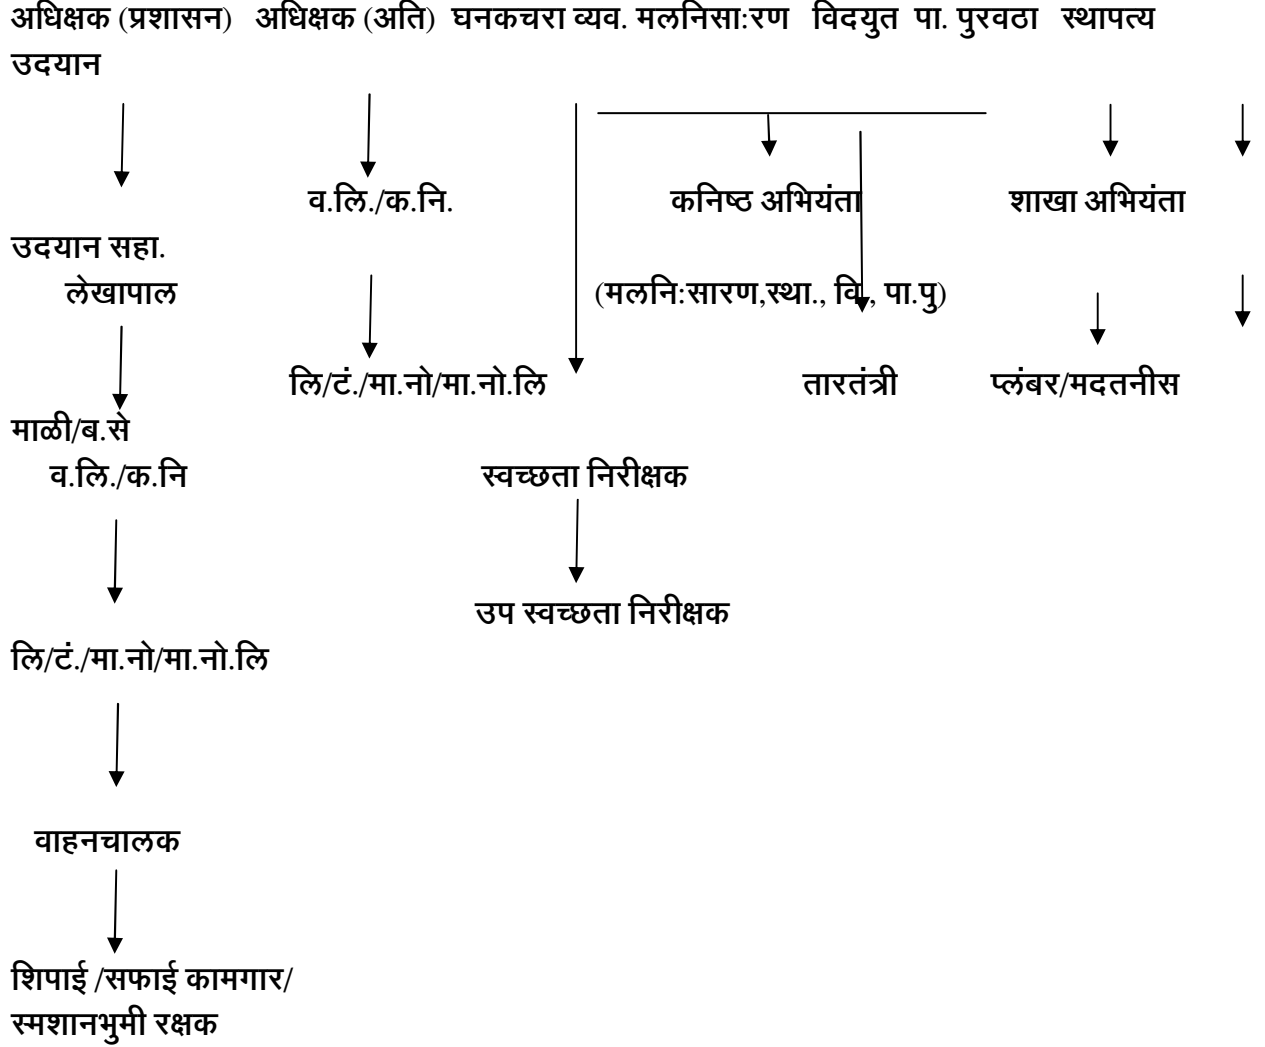 अधिक्षक (प्रशासन) अधिक्षक (अति) घनकचरा व्यव. मलनिसा:रण विदयुत पा. पुरवठा स्थापत्य
उदयान
व.लि./क.नि. कनिष्ठ अभियंता शाखा अभियंता
उदयान सहा.
लेखापाल (मलनि:सारण,स्था., वि., पा.पु)
लि/टं./मा.नो/मा.नो.लि तारतंत्री प्लंबर/मदतनीस
माळी/ब.से
व.लि./क.नि स्वच्छता निरीक्षक
उप स्वच्छता निरीक्षक
लि/टं./मा.नो/मा.नो.लि
वाहनचालक
शिपाई /सफाई कामगार/
स्मशानभुमी रक्षक